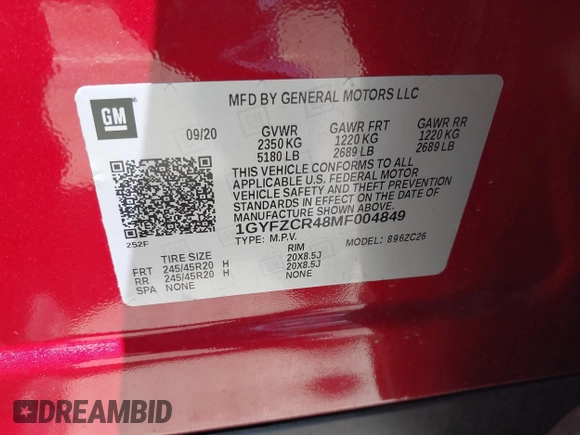 GM
MFD BY GENERAL MOTORS LLC
09/20 GVWR GAWR FRT GAWR RR
2350 KG 1220 KG 1220 KG
5180 LB 2689 LB 2689 LB
THIS VEHICLE CONFORMS TO ALL
APPLICABLE U.S. FEDERAL MOTOR
VEHICLE SAFETY AND THEFT PREVENTION
STANDARDS IN EFFECT ON THE DATE OF
MANUFACTURE SHOWN ABOVE.
1GYFZCR48MF004849
252F
TYPE: M.P.V. MODEL: 896ZC26
TIRE SIZE RIM
FRT 245/45R20 H 20X8.5J
RR 245/45R20 H 20X8.5J
SPA NONE NONE
DREAMBID